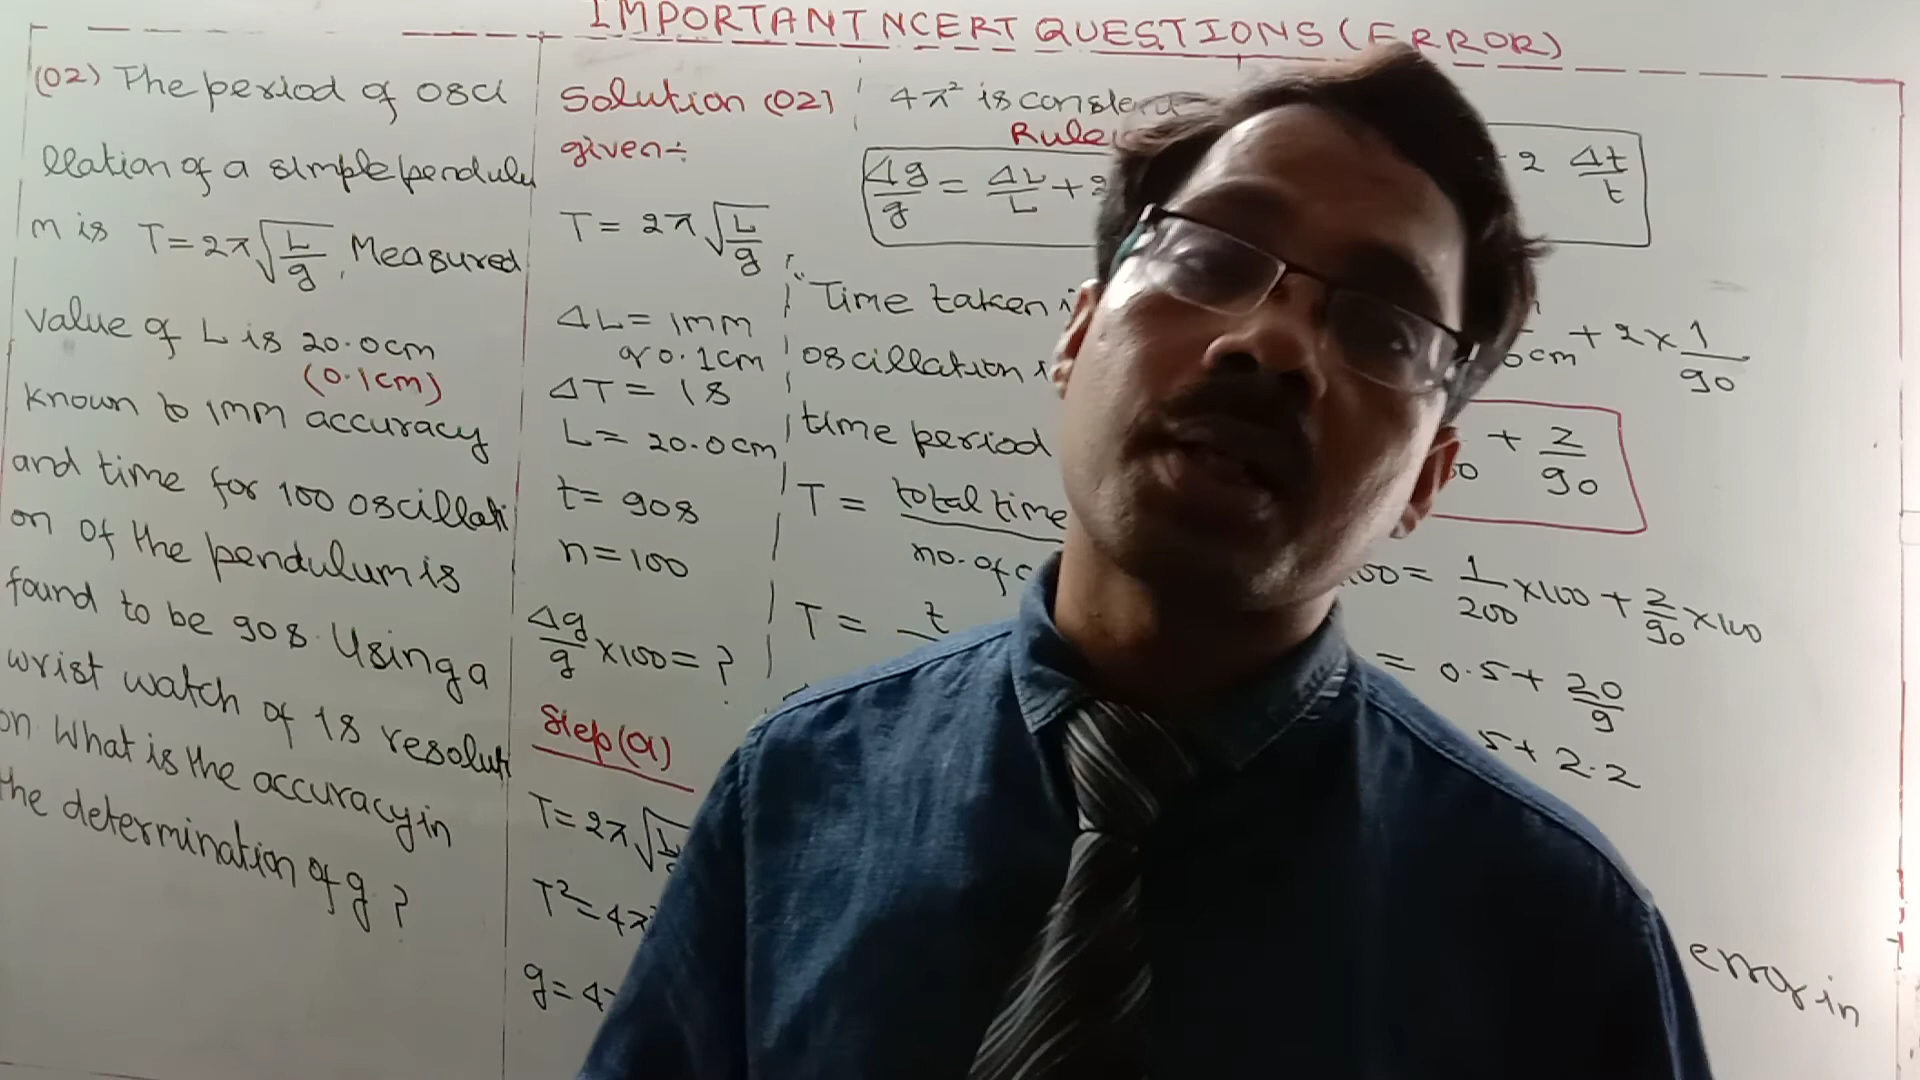 IMPORTANT NCERT QUESTIONS (ERROR)
(02) The period of osci
llation of a simple pendulu
m is T=2π√(L/g). Measured
value of L is 20.0cm
(0.1cm)
known to 1mm accuracy
and time for 100 oscillati
on of the pendulum is
found to be 90s. Using a
wrist watch of 1s resoluti
on. What is the accuracy in
the determination of g?
Solution (02)
given÷
T = 2π√(L/g)
ΔL = 1mm
or 0.1cm
ΔT = 1s
L = 20.0cm
t = 90s
n = 100
Δg/g ×100 = ?
Step(a)
T = 2π√
T² = 4π²
g = 4
4π² is
Rule
Δg/g = ΔL/L + 2
2 Δt/t
Time taken
oscillation
time period
T = total time
no. of
T = t
cm + 2×1/90
+ 2/90
100 = 1/200 ×100 + 2/90 ×100
= 0.5 + 20/9
5 + 2.2
error in